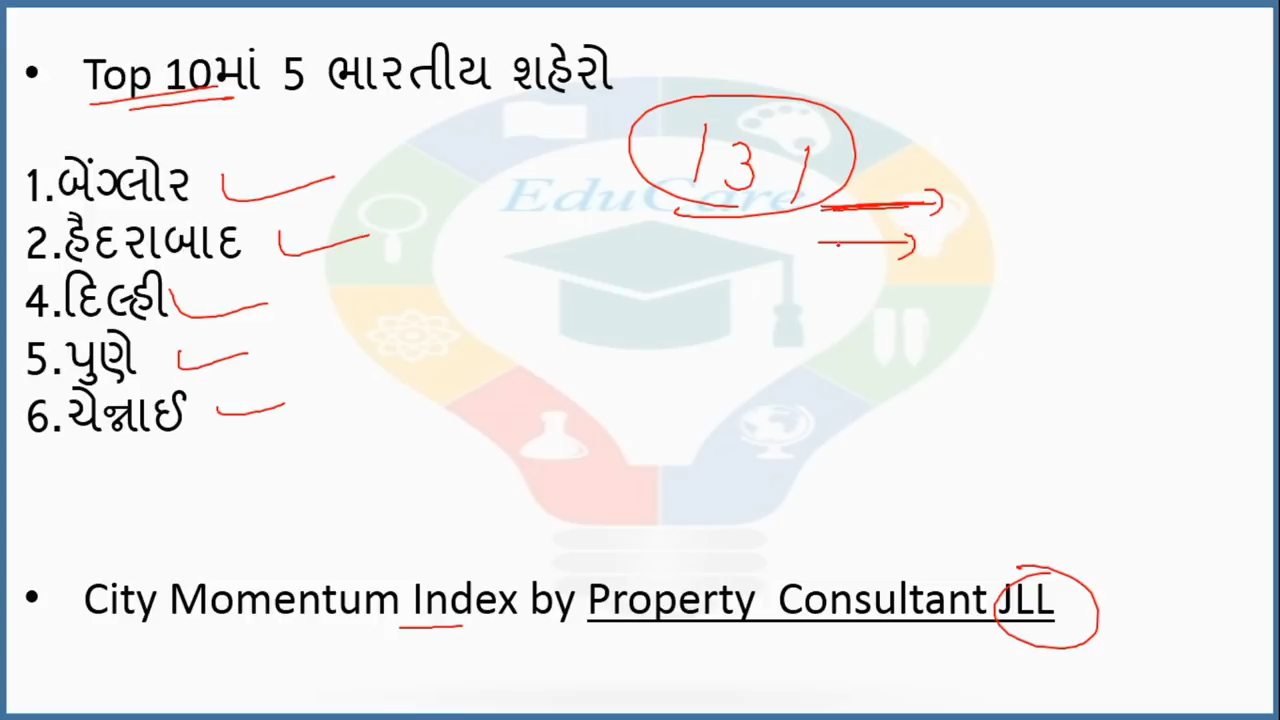 • Top 10માં 5 ભારતીય શહેરો
131
1.બેંગ્લોર
EduCare
2.હૈદરાબાદ
4.દિલ્હી
5.પુણે
6.ચેન્નાઈ
• City Momentum Index by Property Consultant JLL